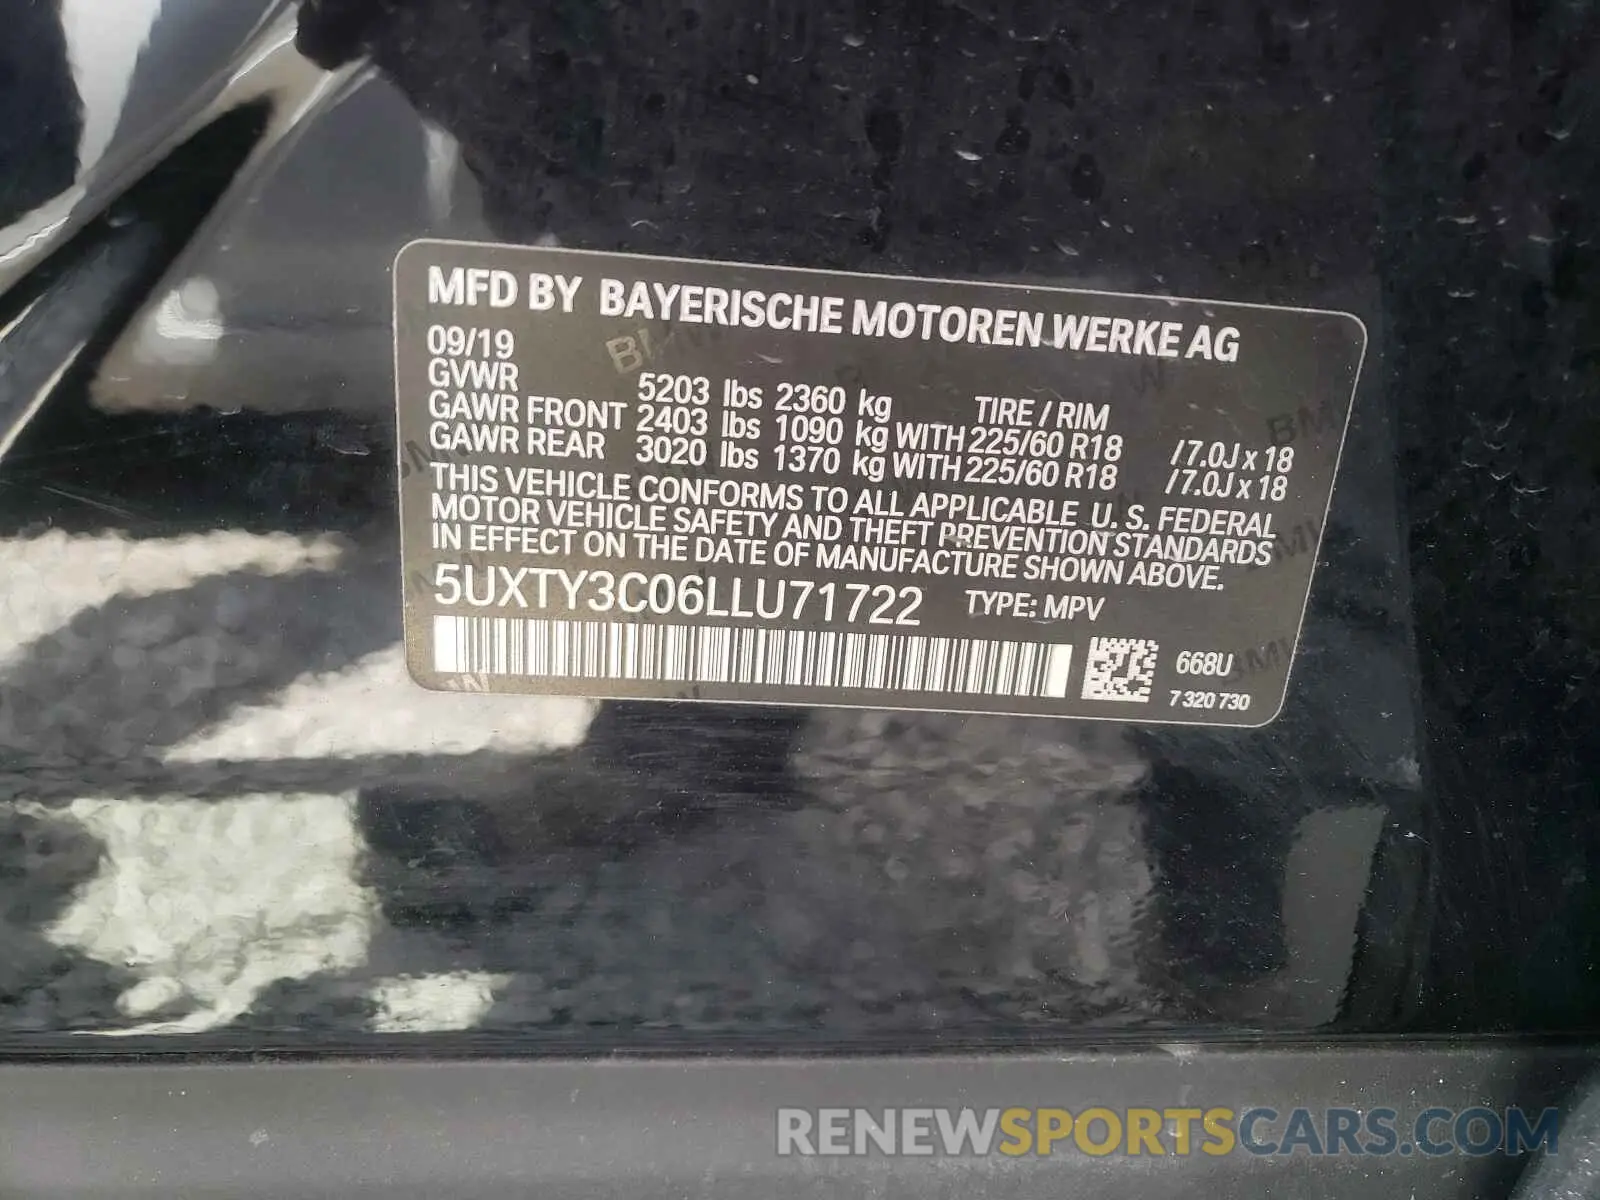 MFD BY BAYERISCHE MOTOREN WERKE AG
09/19
GVWR 5203 lbs 2360 kg TIRE / RIM
GAWR FRONT 2403 lbs 1090 kg WITH 225/60 R18 / 7.0J x 18
GAWR REAR 3020 lbs 1370 kg WITH 225/60 R18 / 7.0J x 18
THIS VEHICLE CONFORMS TO ALL APPLICABLE U. S. FEDERAL
MOTOR VEHICLE SAFETY AND THEFT PREVENTION STANDARDS
IN EFFECT ON THE DATE OF MANUFACTURE SHOWN ABOVE.
5UXTY3C06LLU71722 TYPE: MPV
668U
7 320 730
RENEWSPORTSCARS.COM